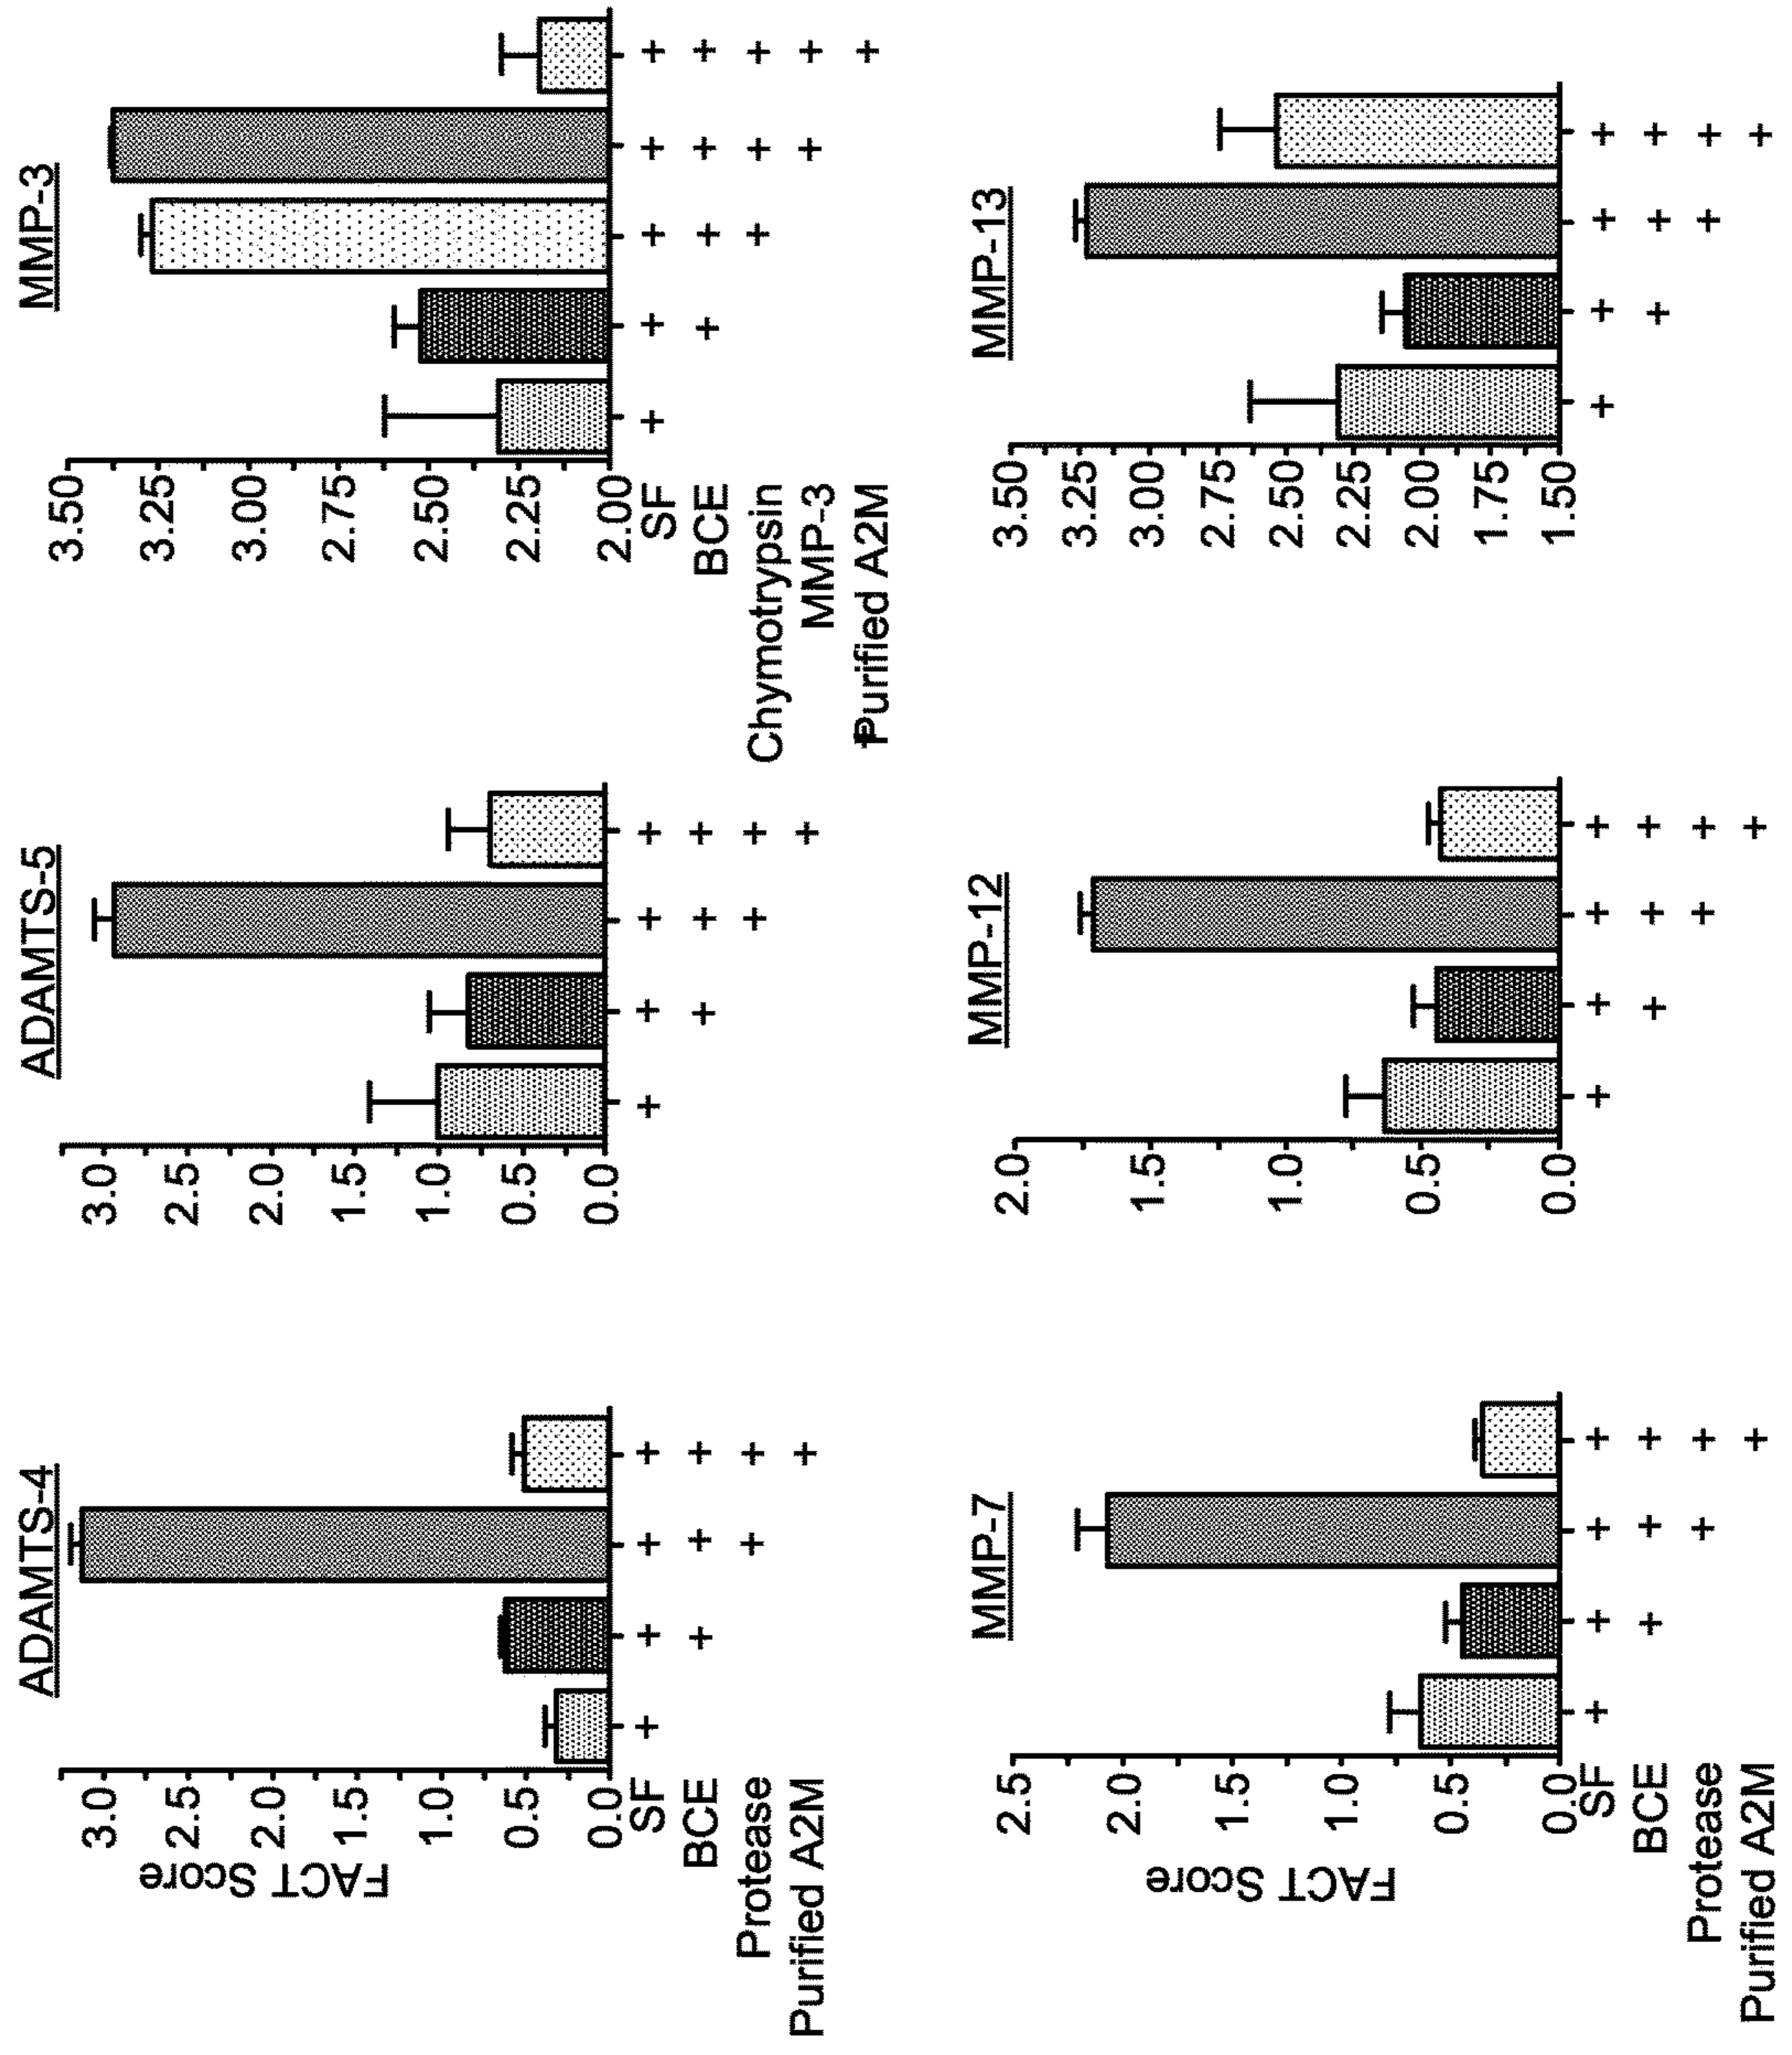 ADAMTS-4
FACT Score
3.0
2.5
2.0
1.5
1.0
0.5
0.0
SF + + + +
BCE + + +
Protease + +
Purified A2M +
ADAMTS-5
3.0
2.5
2.0
1.5
1.0
0.5
0.0
+ + + +
+ + +
+ +
+
MMP-3
3.50
3.25
3.00
2.75
2.50
2.25
2.00
SF + + + + +
BCE + + + +
Chymotrypsin + + +
MMP-3 + +
Purified A2M +
+
MMP-7
FACT Score
2.5
2.0
1.5
1.0
0.5
0.0
SF + + + +
BCE + + +
Protease + +
Purified A2M +
MMP-12
2.0
1.5
1.0
0.5
0.0
+ + + +
+ + +
+ +
+
MMP-13
3.50
3.25
3.00
2.75
2.50
2.25
2.00
1.75
1.50
+ + + +
+ + +
+ +
+